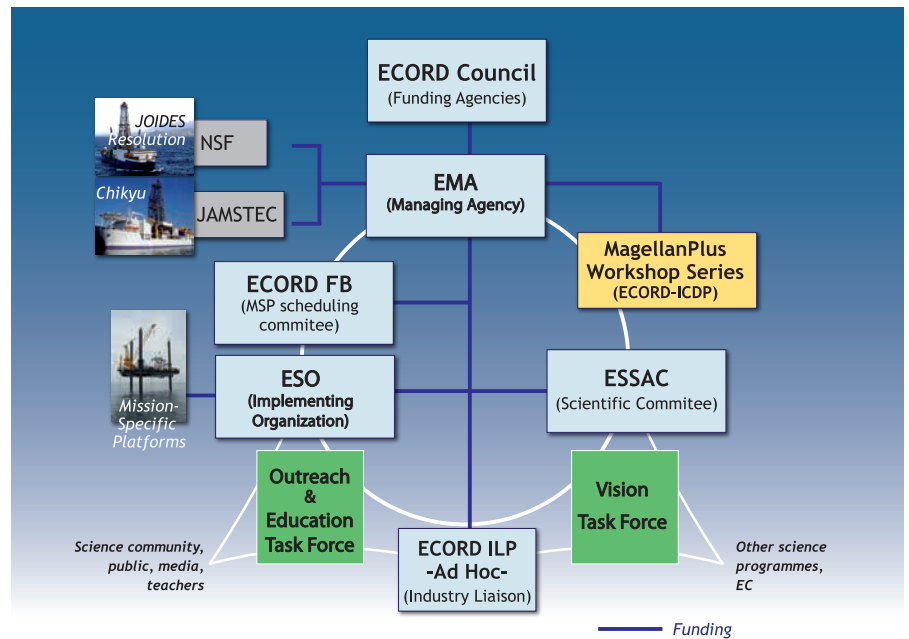 ECORD Council
(Funding Agencies)
JOIDES
Resolution
NSF
Chikyu
JAMSTEC
EMA
(Managing Agency)
MagellanPlus
Workshop Series
(ECORD-ICDP)
ECORD FB
(MSP scheduling
commitee)
ESO
(Implementing
Organization)
Mission-
Specific
Platforms
ESSAC
(Scientific Commitee)
Outreach
&
Education
Task Force
Vision
Task Force
Science community,
public, media,
teachers
ECORD ILP
-Ad Hoc-
(Industry Liaison)
Other science
programmes,
EC
Funding